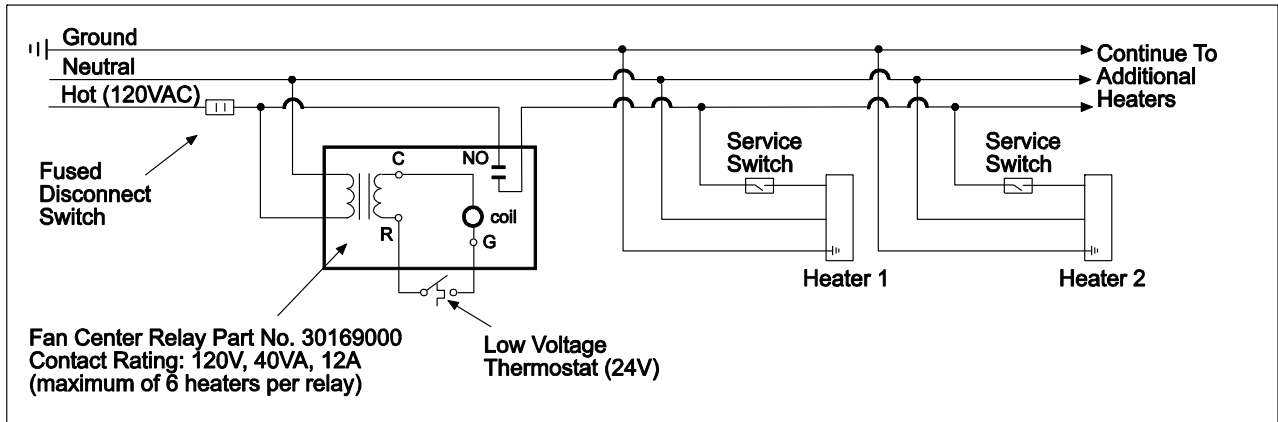 Ground
Neutral
Hot (120VAC)
Continue To
Additional
Heaters
Fused
Disconnect
Switch
C
NO
coil
R
G
Service
Switch
Service
Switch
Heater 1
Heater 2
Fan Center Relay Part No. 30169000
Contact Rating: 120V, 40VA, 12A
(maximum of 6 heaters per relay)
Low Voltage
Thermostat (24V)